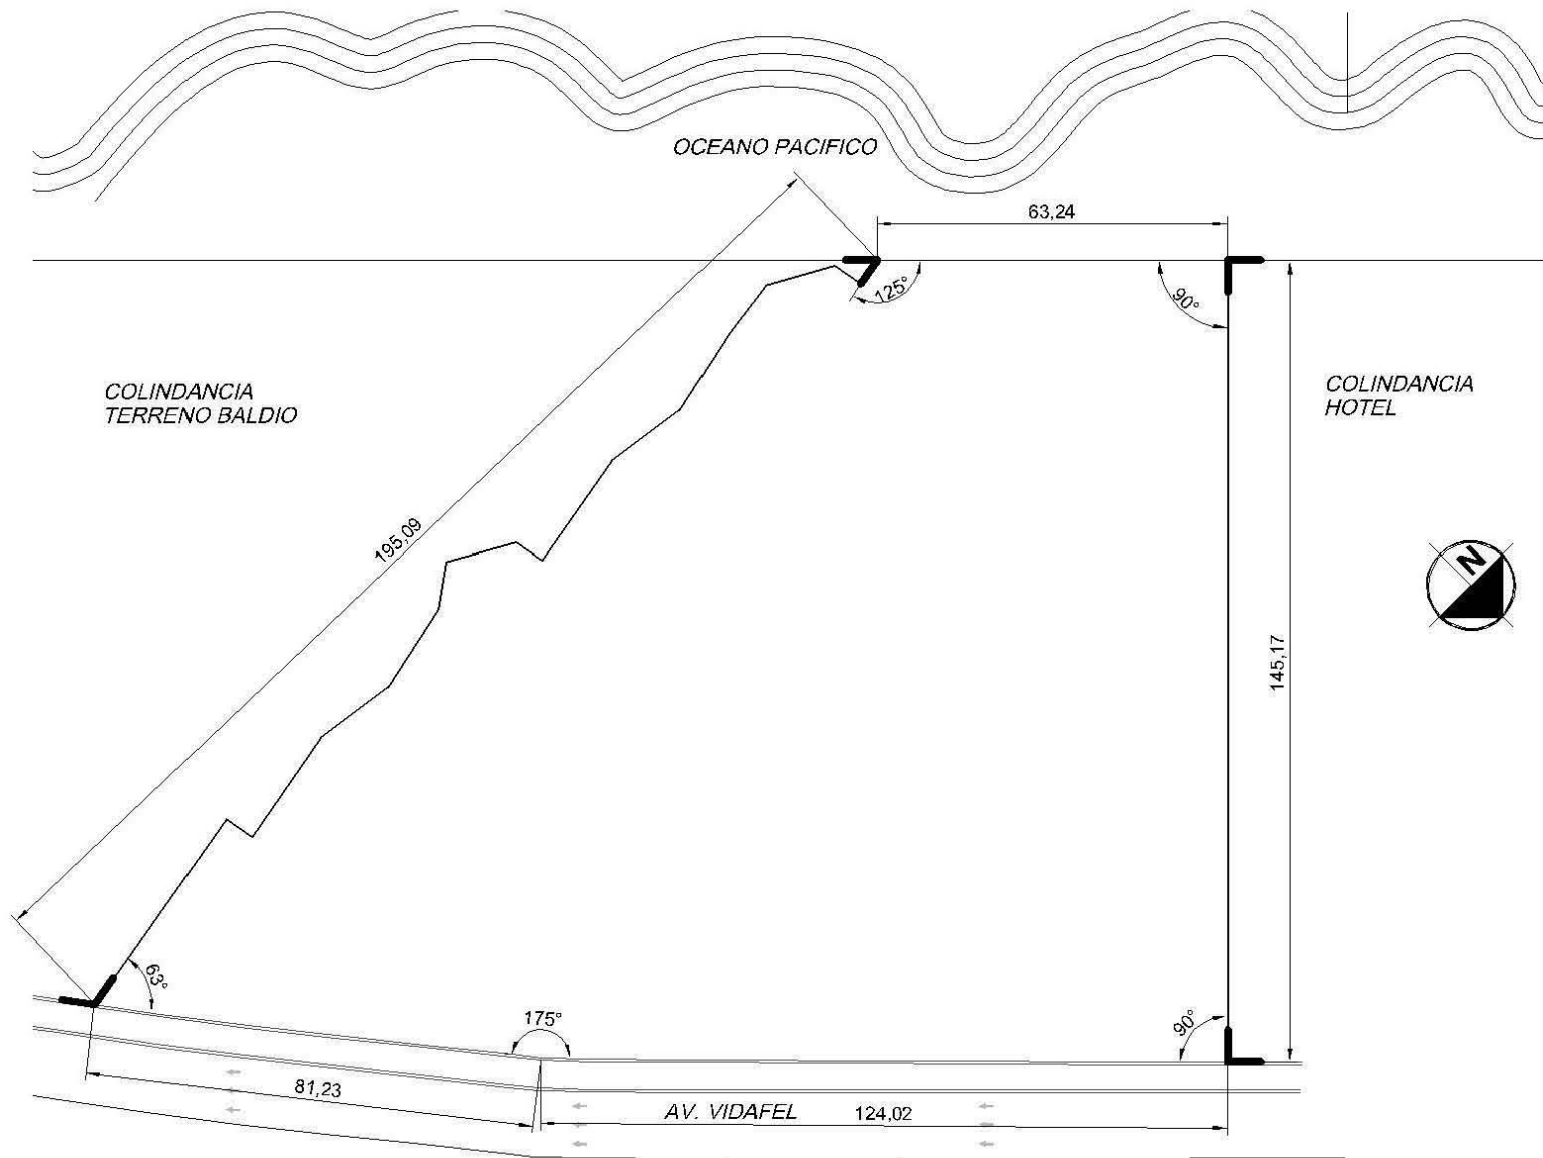 OCEANO PACIFICO
63,24
125°
90°
COLINDANCIA
TERRENO BALDIO
COLINDANCIA
HOTEL
195,09
N
145,17
63°
175°
90°
81,23
AV. VIDAFEL
124,02